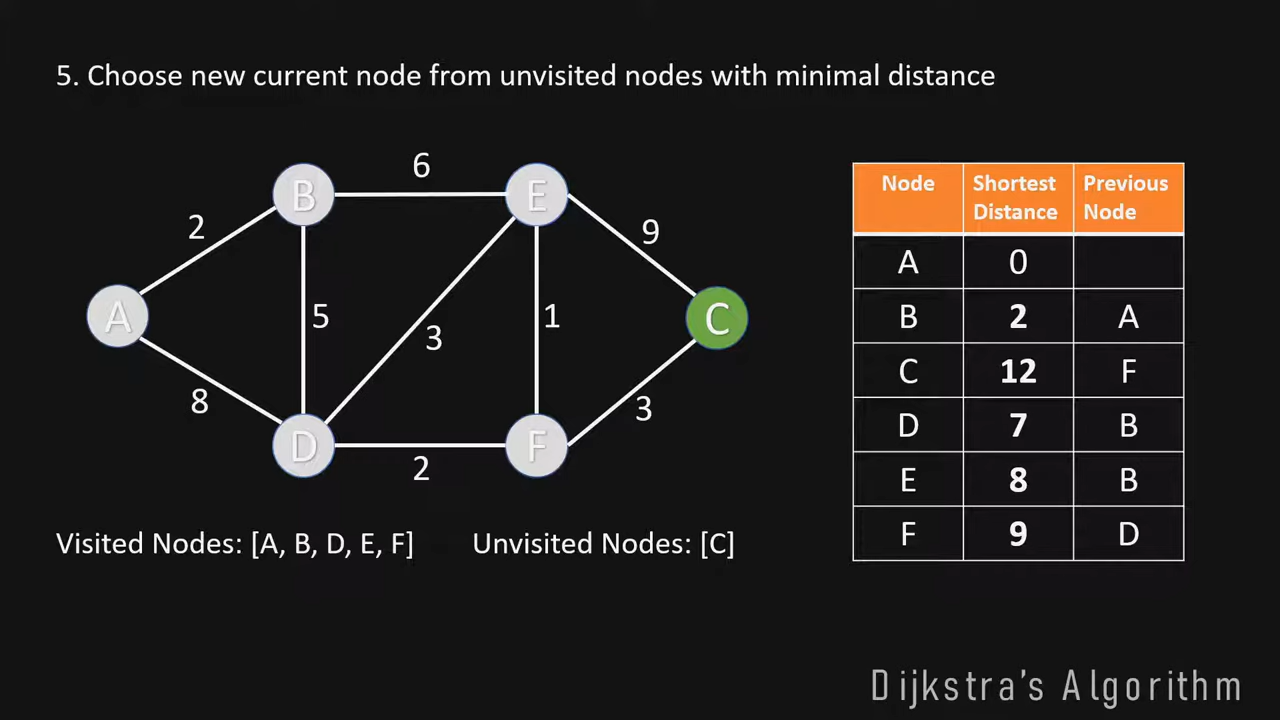 5. Choose new current node from unvisited nodes with minimal distance
6
B
E
2
9
A
5
3
1
C
8
3
D
F
2
Node Shortest Distance Previous Node
A 0
B 2 A
C 12 F
D 7 B
E 8 B
F 9 D
Visited Nodes: [A, B, D, E, F] Unvisited Nodes: [C]
Dijkstra's Algorithm